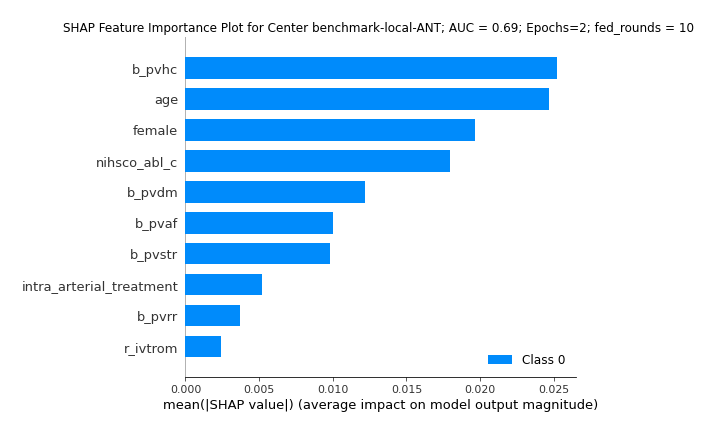 SHAP Feature Importance Plot for Center benchmark-local-ANT; AUC = 0.69; Epochs=2; fed_rounds = 10
b_pvhc
age
female
nihsco_abl_c
b_pvdm
b_pvaf
b_pvstr
intra_arterial_treatment
b_pvrr
r_ivtrom
Class 0
0.000 0.005 0.010 0.015 0.020 0.025
mean(|SHAP value|) (average impact on model output magnitude)